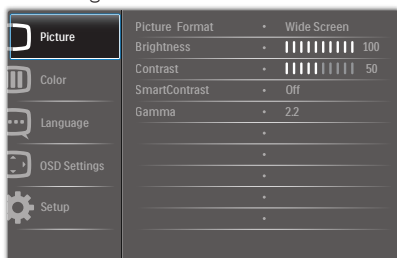 Picture
Color
Language
OSD Settings
Setup
Picture Format • Wide Screen
Brightness • 100
Contrast • 50
SmartContrast • Off
Gamma • 2.2
•
•
•
•
•